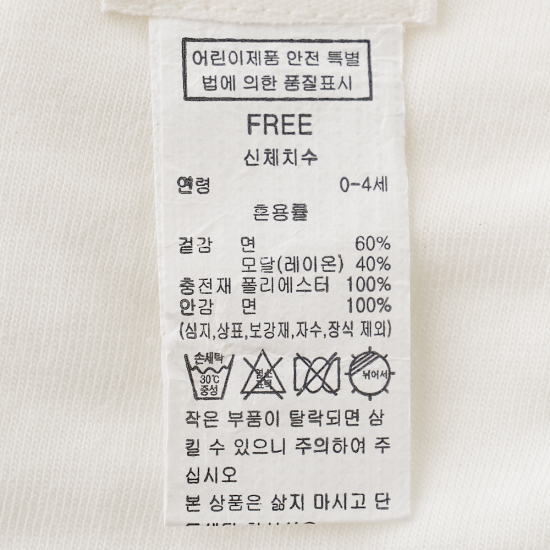 어린이제품 안전 특별
법에 의한 품질표시
FREE
신체치수
연령 0-4세
혼용률
겉감 면 60%
모달(레이온) 40%
충전재 폴리에스터 100%
안감 면 100%
(심지,상표,보강재,자수,장식 제외)
손세탁
30℃
중성
염소
표백
뉘어서
작은 부품이 탈락되면 삼
킬 수 있으니 주의하여 주
십시오
본 상품은 삶지 마시고 단